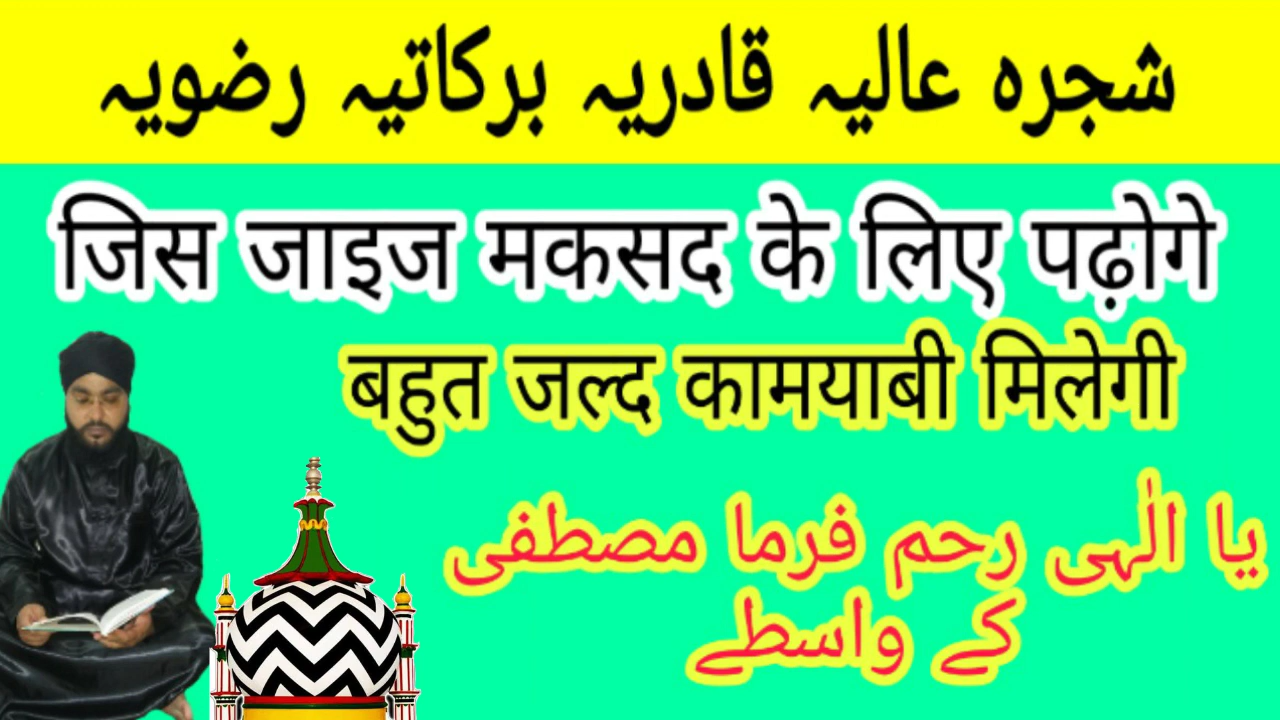 شجرہ عالیہ قادریہ برکاتیہ رضویہ
जिस जाइज मकसद के लिए पढ़ोगे
बहुत जल्द कामयाबी मिलेगी
یا الٰہی رحم فرما مصطفی
کے واسطے